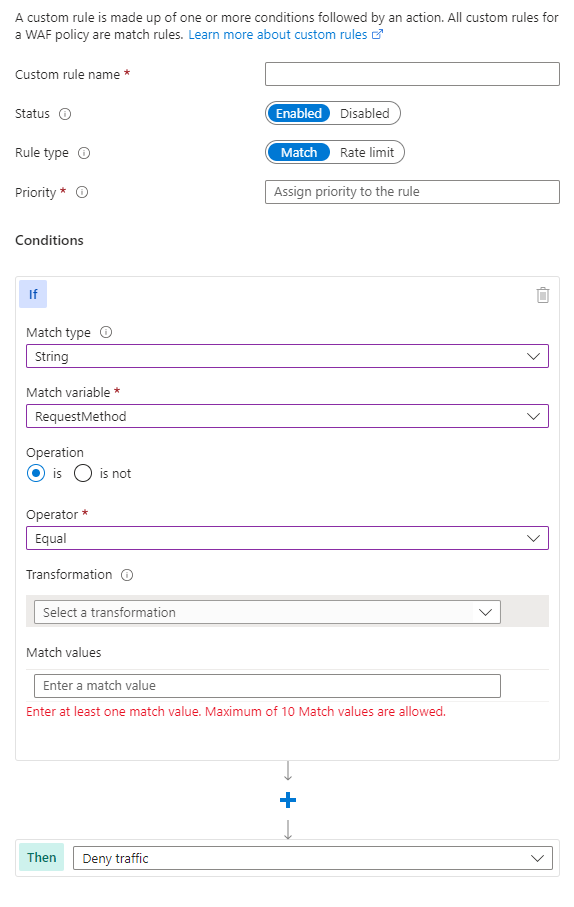 A custom rule is made up of one or more conditions followed by an action. All custom rules for
a WAF policy are match rules. Learn more about custom rules
Custom rule name *
Status
Enabled Disabled
Rule type
Match Rate limit
Priority *
Assign priority to the rule
Conditions
If
Match type
String
Match variable *
RequestMethod
Operation
is is not
Operator *
Equal
Transformation
Select a transformation
Match values
Enter a match value
Enter at least one match value. Maximum of 10 Match values are allowed.
Then Deny traffic